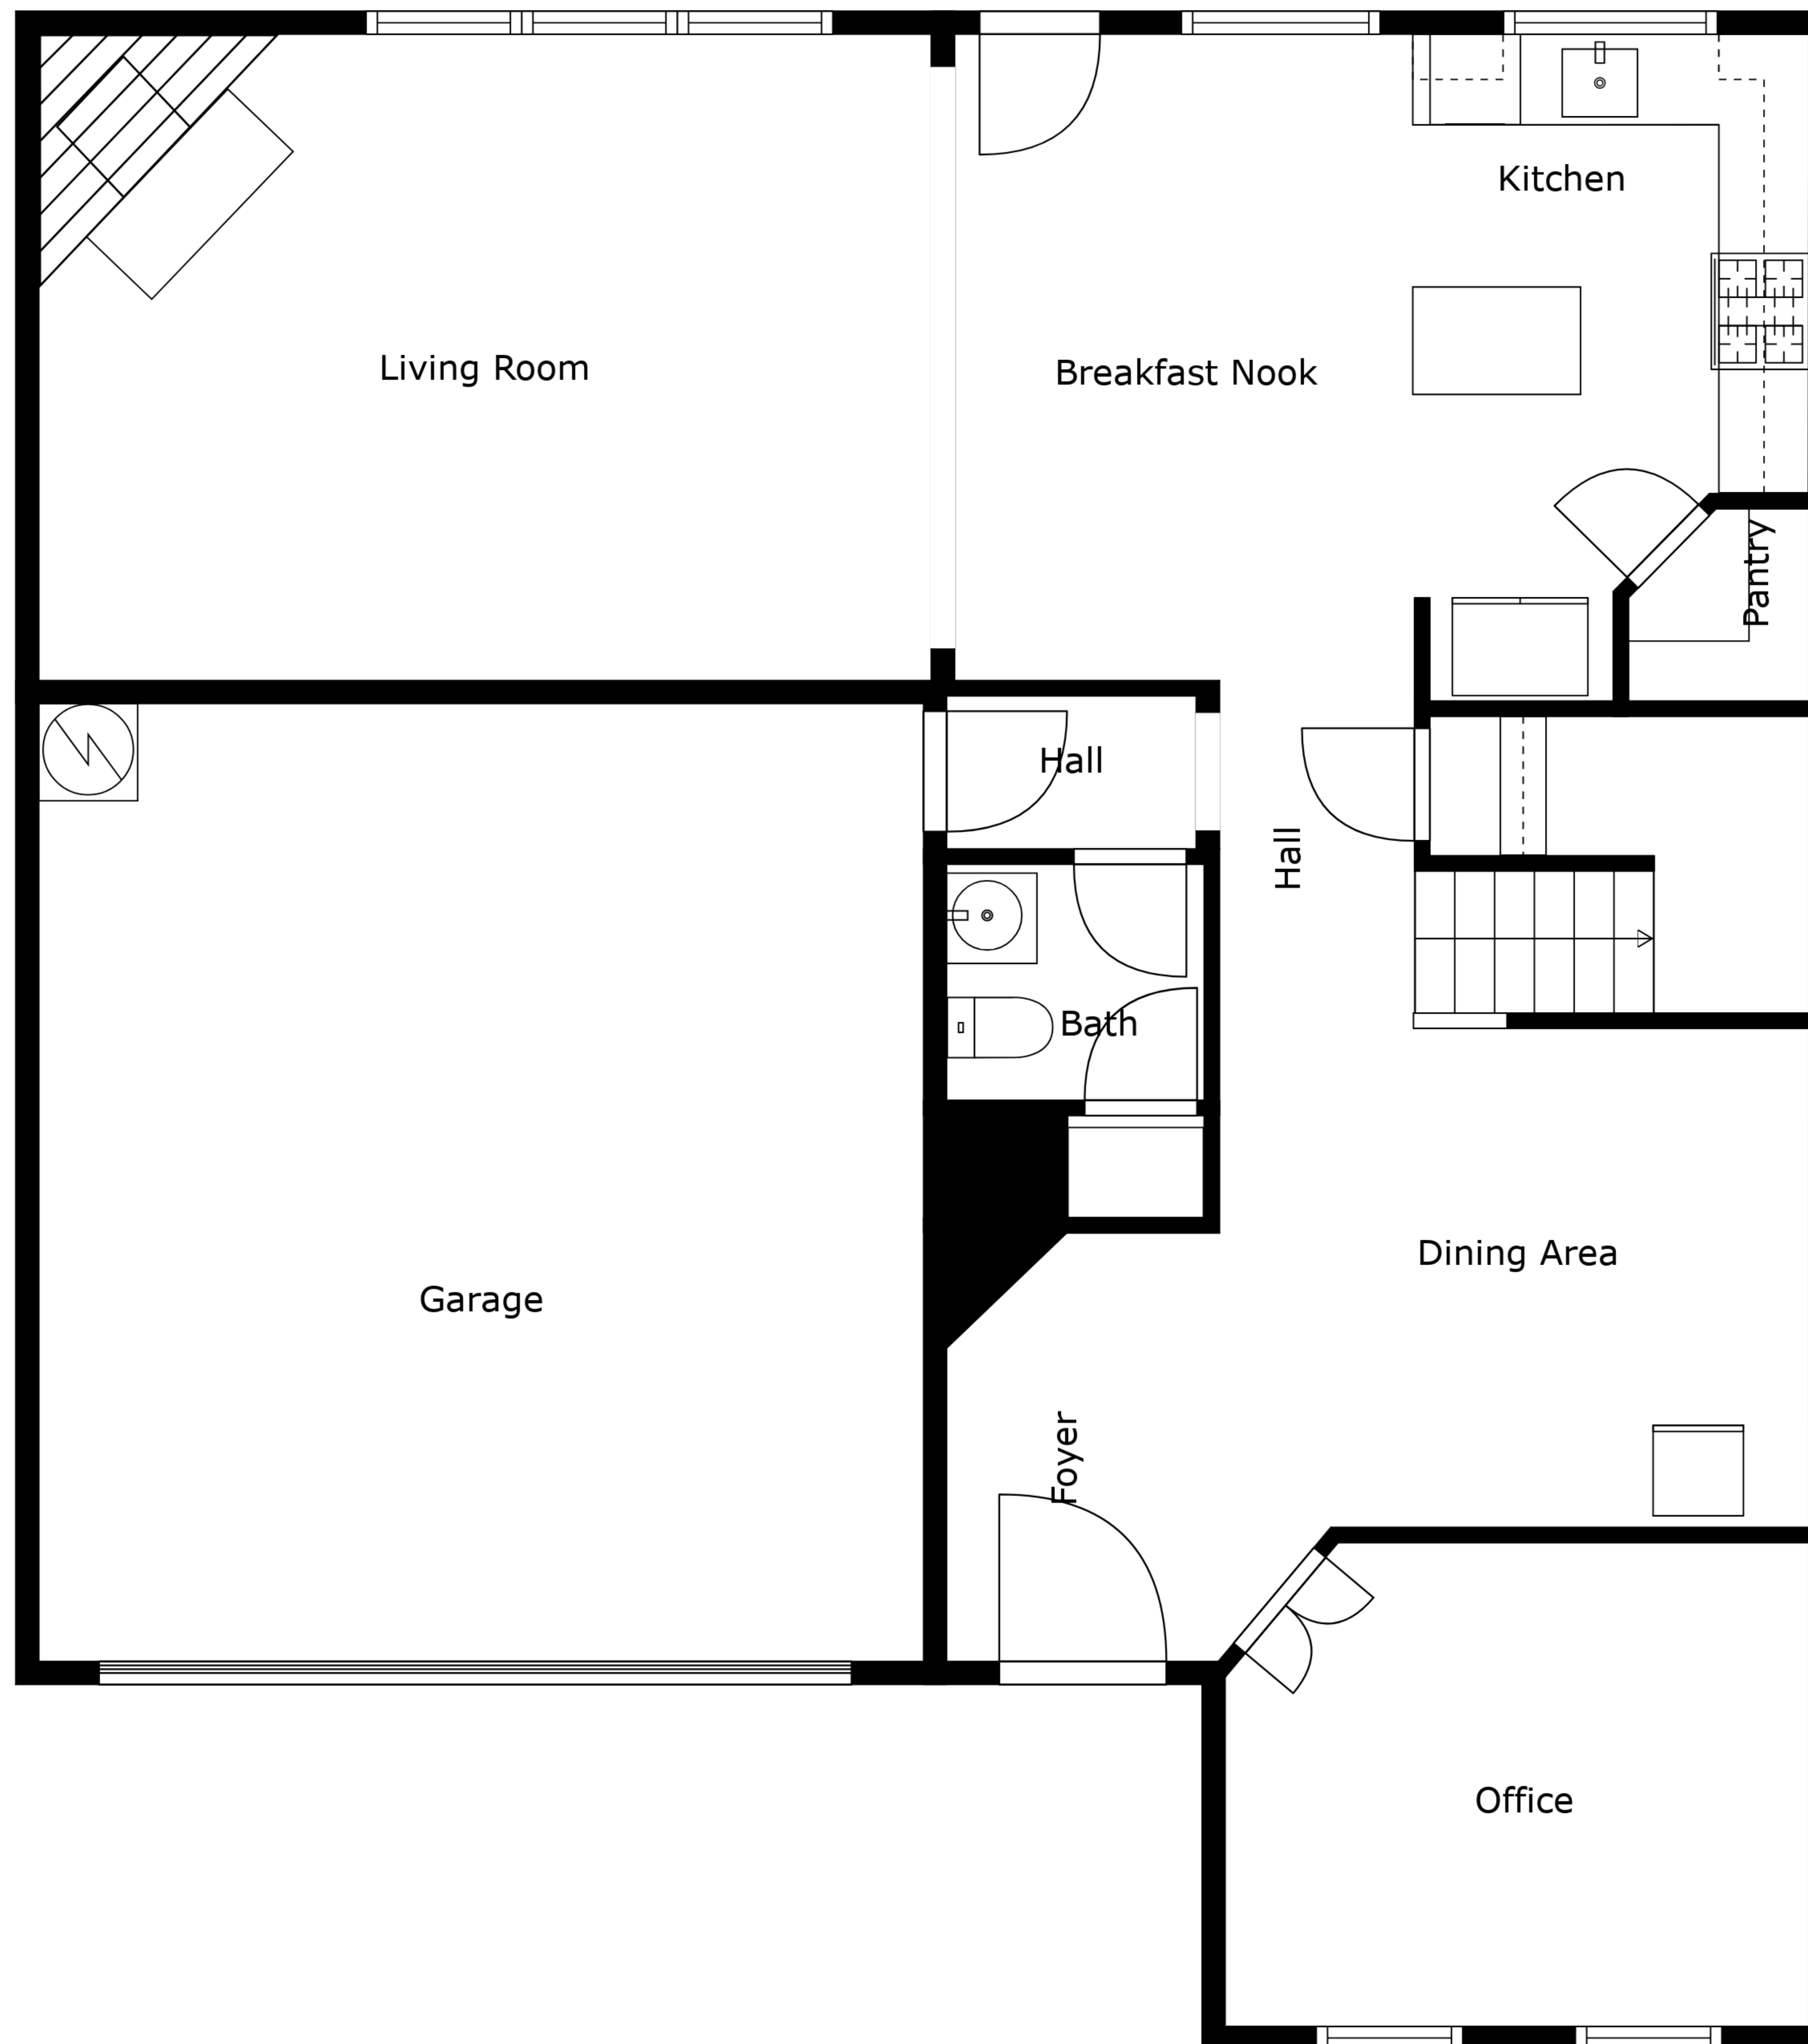 Kitchen
Living Room
Breakfast Nook
Pantry
Hall
Hall
Bath
Dining Area
Garage
Foyer
Office